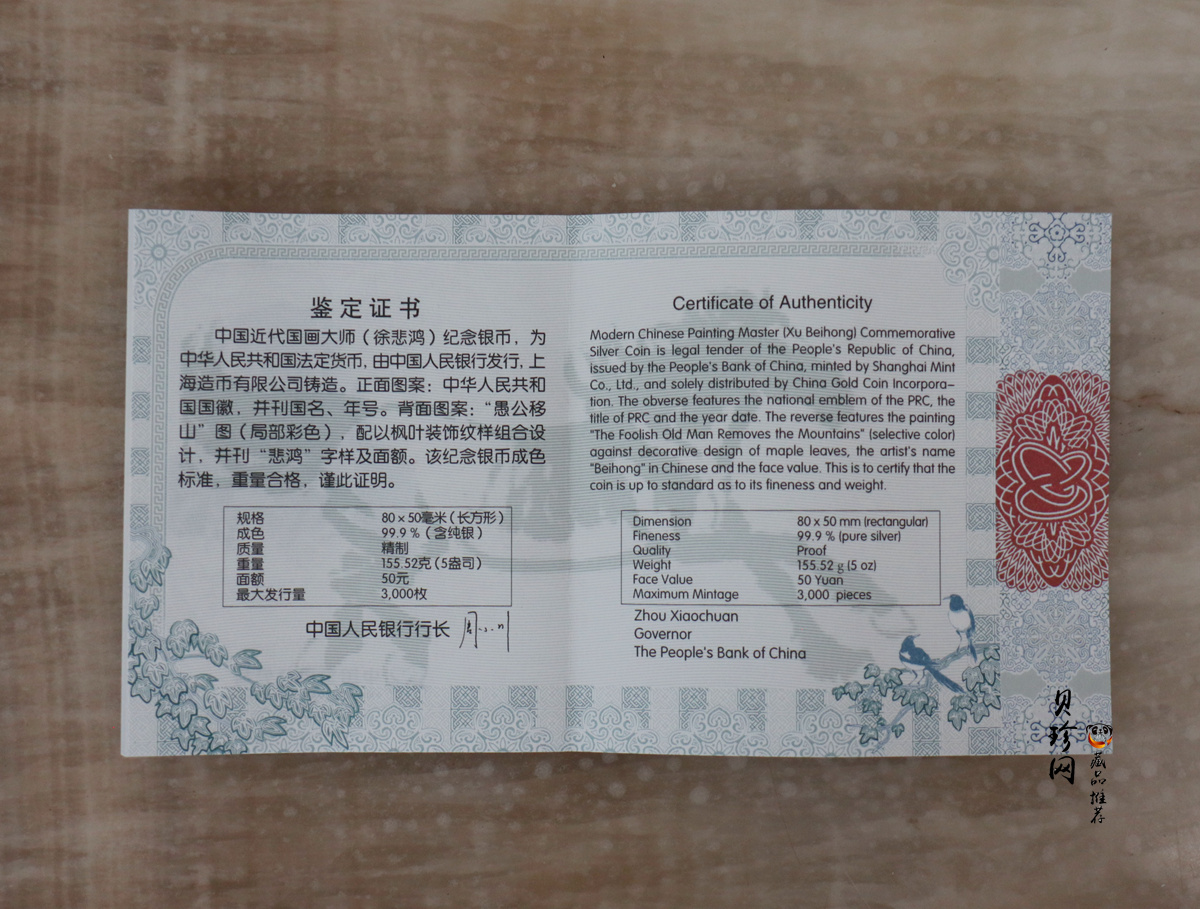 鉴定证书
中国近代国画大师（徐悲鸿）纪念银币，为
中华人民共和国法定货币，由中国人民银行发行，上
海造币有限公司铸造。正面图案：中华人民共和
国国徽，并刊国名、年号。背面图案：“愚公移
山”图（局部彩色），配以枫叶装饰纹样组合设
计，并刊“悲鸿”字样及面额。该纪念银币成色
标准，重量合格，谨此证明。
规格 80×50毫米（长方形）
成色 99.9％（含纯银）
质量 精制
重量 155.52克（5盎司）
面额 50元
最大发行量 3,000枚
中国人民银行行长
Certificate of Authenticity
Modern Chinese Painting Master (Xu Beihong) Commemorative
Silver Coin is legal tender of the People's Republic of China,
issued by the People's Bank of China, minted by Shanghai Mint
Co., Ltd., and solely distributed by China Gold Coin Incorpora-
tion. The obverse features the national emblem of the PRC, the
title of PRC and the year date. The reverse features the painting
"The Foolish Old Man Removes the Mountains" (selective color)
against decorative design of maple leaves, the artist's name
"Beihong" in Chinese and the face value. This is to certify that the
coin is up to standard as to its fineness and weight.
Dimension 80 x 50 mm (rectangular)
Fineness 99.9 % (pure silver)
Quality Proof
Weight 155.52 g (5 oz)
Face Value 50 Yuan
Maximum Mintage 3,000 pieces
Zhou Xiaochuan
Governor
The People's Bank of China
贝珍网
藏品推荐